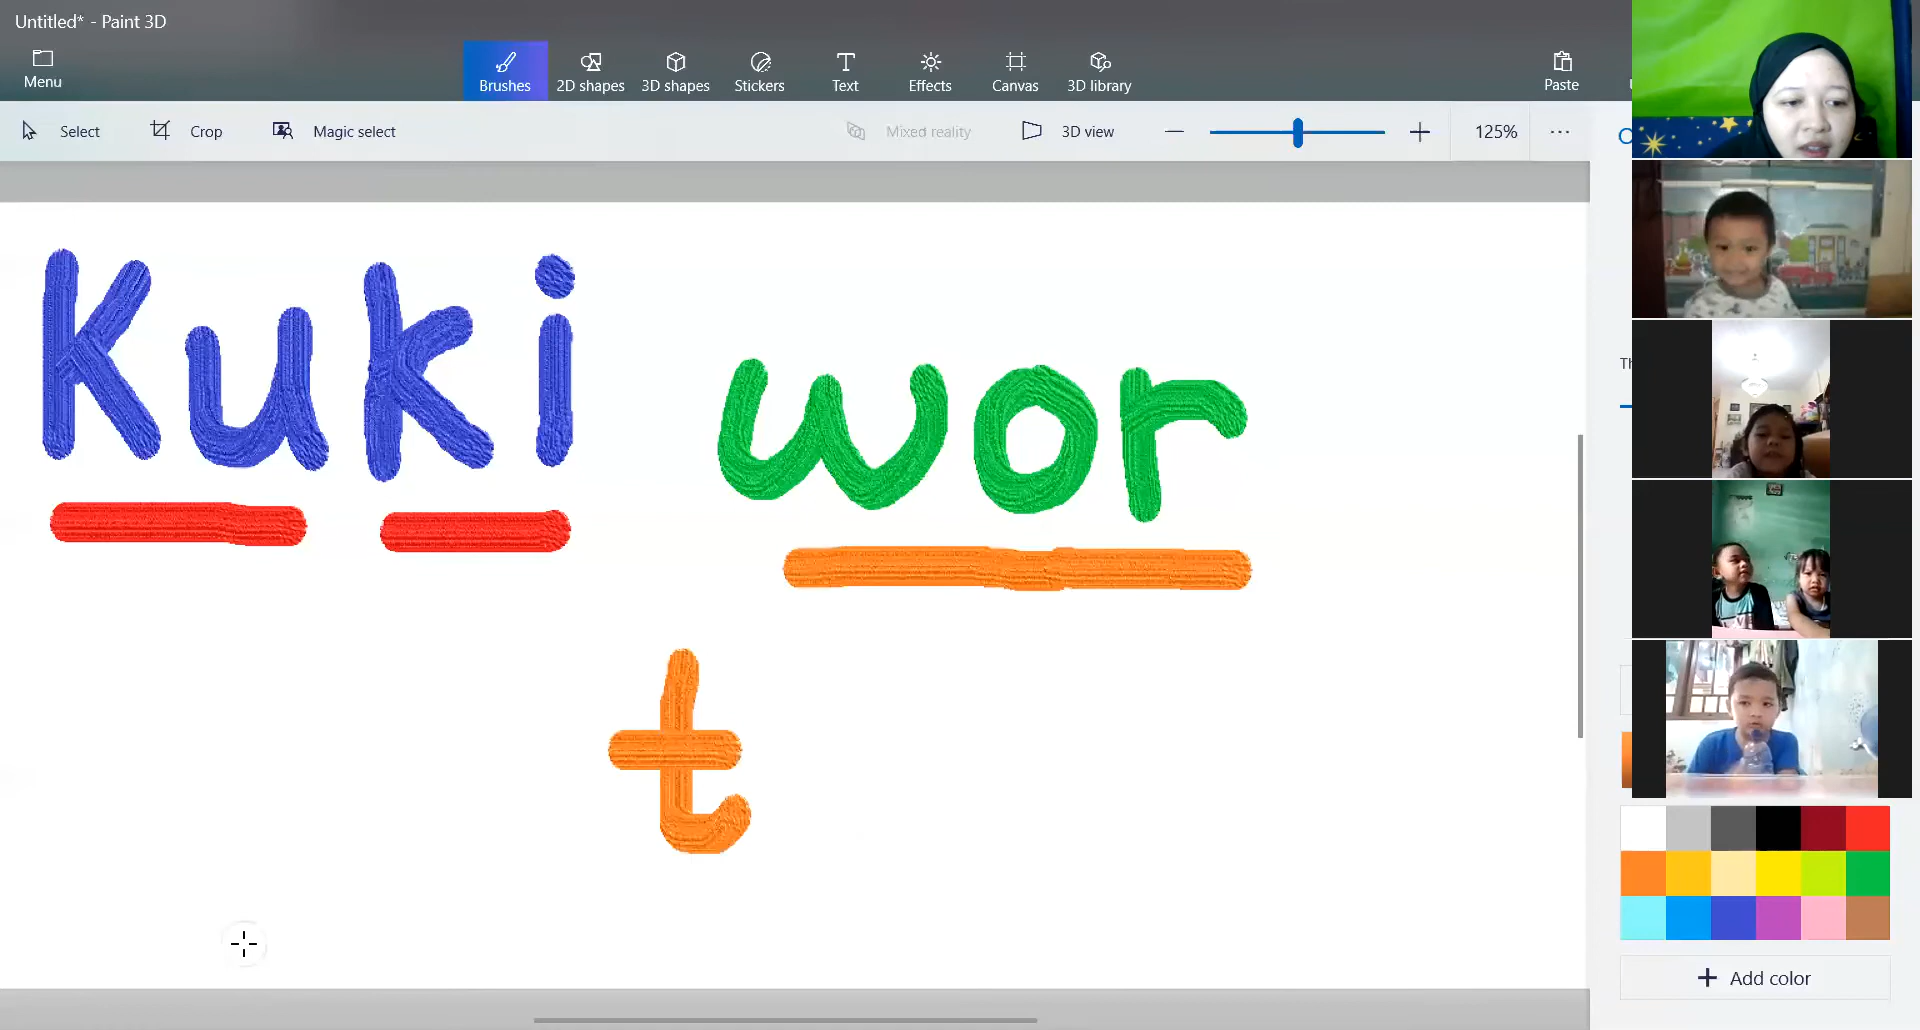 Untitled* - Paint 3D
Menu
Brushes
2D shapes
3D shapes
Stickers
Text
Effects
Canvas
3D library
Paste
Select
Crop
Magic select
Mixed reality
3D view
125%
Kuki
wor
t
Add color